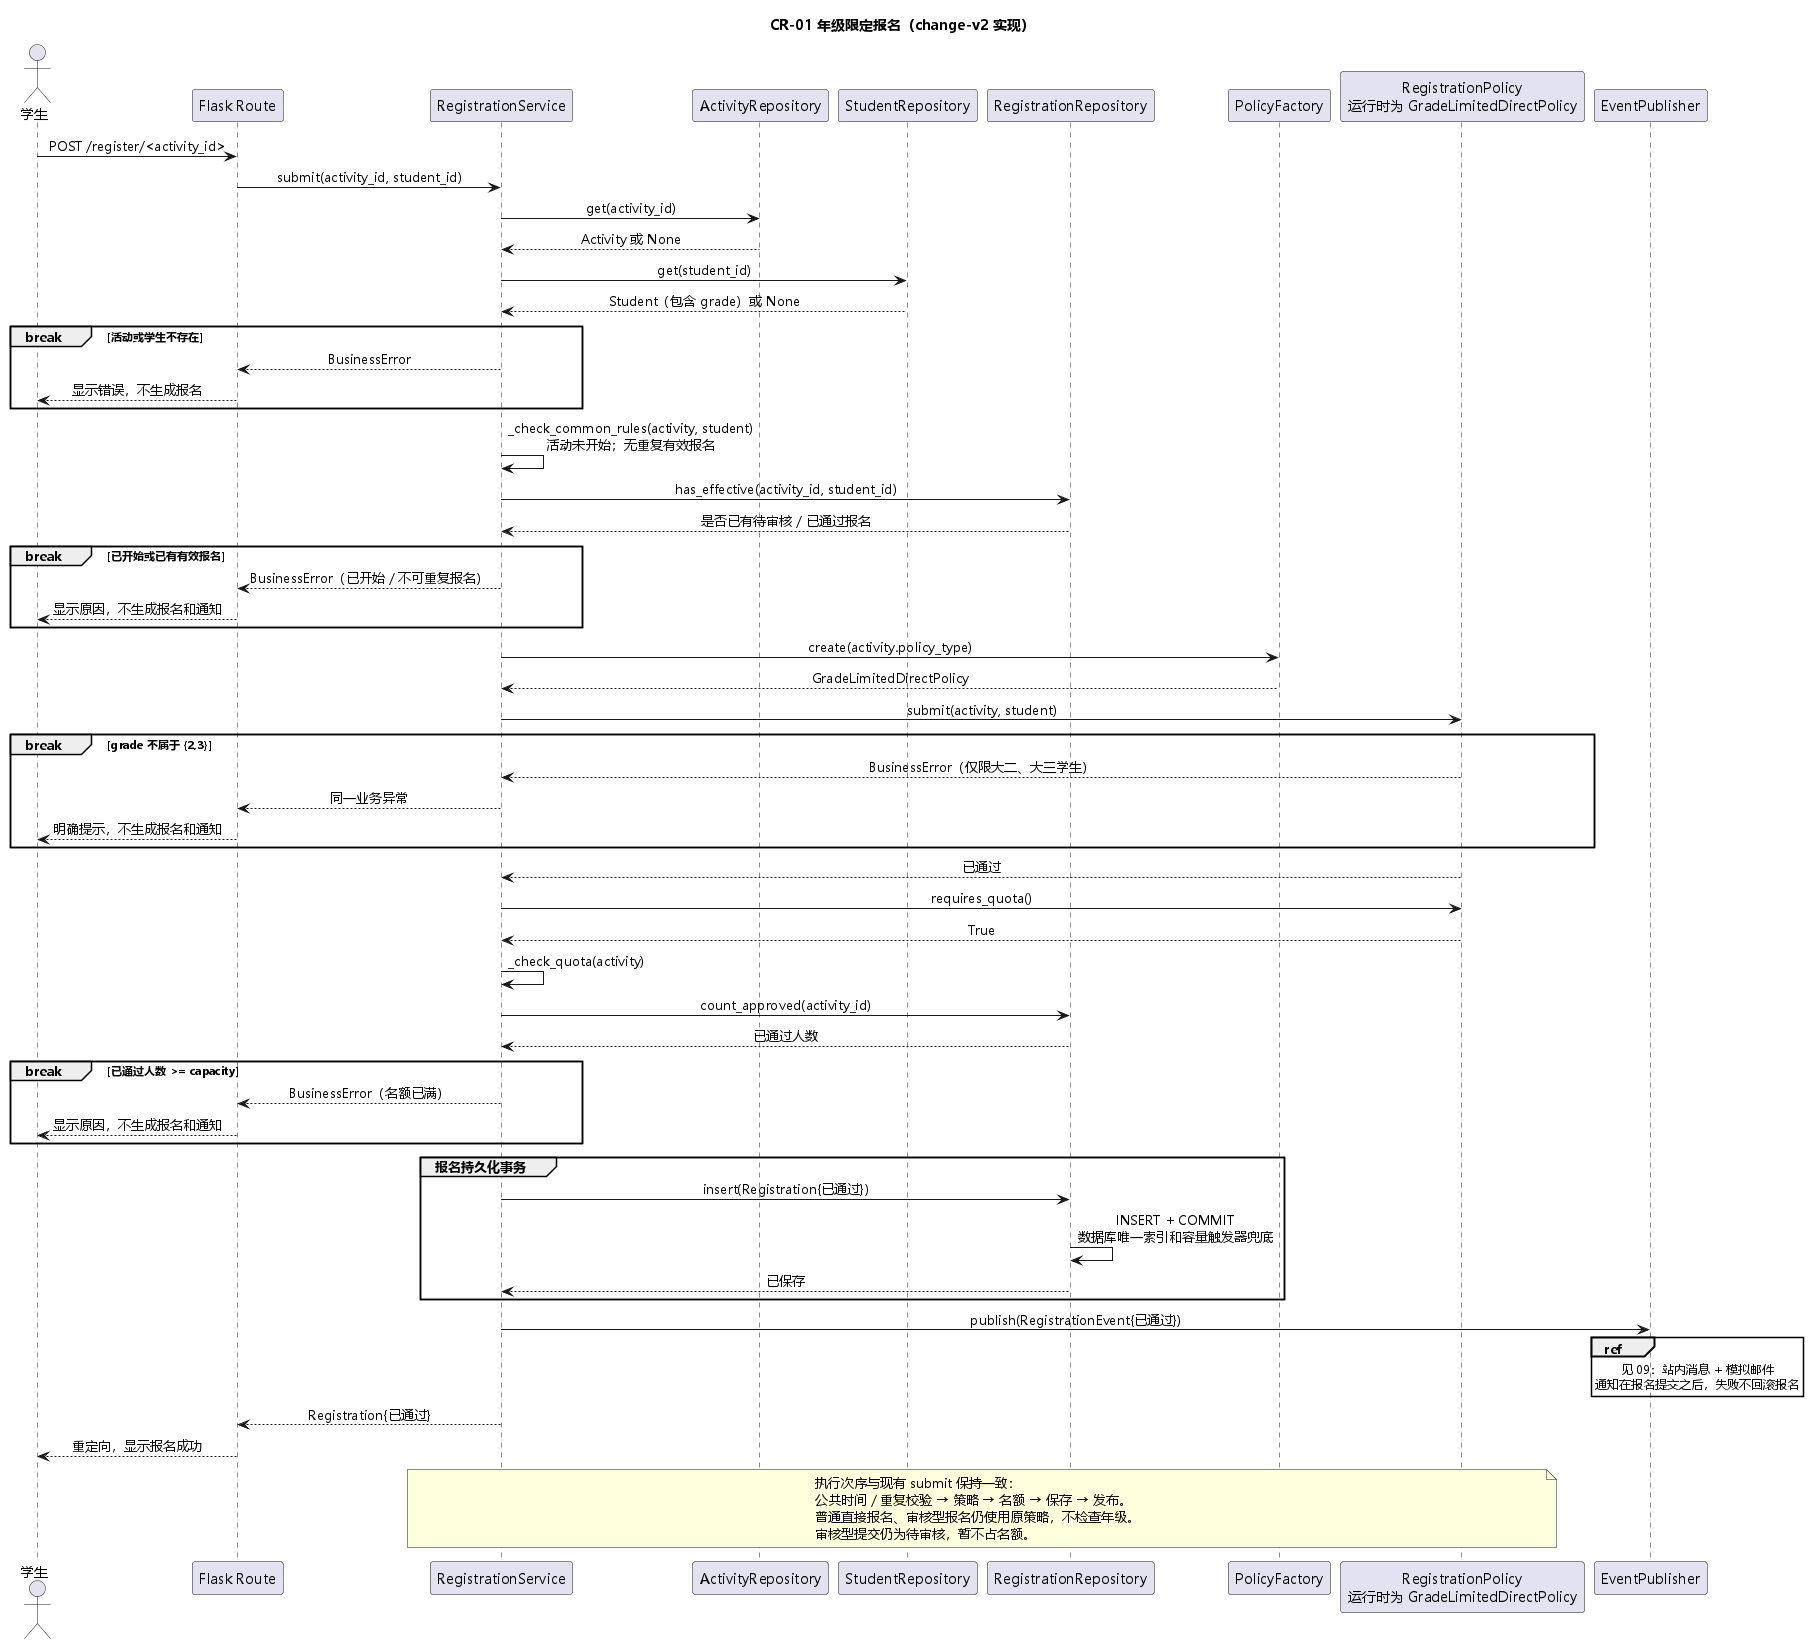 CR-01 年级限定报名（change-v2 实现）
学生
Flask Route
RegistrationService
ActivityRepository
StudentRepository
RegistrationRepository
PolicyFactory
RegistrationPolicy
运行时为 GradeLimitedDirectPolicy
EventPublisher
POST /register/<activity_id>
submit(activity_id, student_id)
get(activity_id)
Activity 或 None
get(student_id)
Student（包含 grade）或 None
break
[活动或学生不存在]
BusinessError
显示错误，不生成报名
_check_common_rules(activity, student)
活动未开始；无重复有效报名
has_effective(activity_id, student_id)
是否已有待审核 / 已通过报名
break
[已开始或已有有效报名]
BusinessError（已开始 / 不可重复报名）
显示原因，不生成报名和通知
create(activity.policy_type)
GradeLimitedDirectPolicy
submit(activity, student)
break
[grade 不属于 {2,3}]
BusinessError（仅限大二、大三学生）
同一业务异常
明确提示，不生成报名和通知
已通过
requires_quota()
True
_check_quota(activity)
count_approved(activity_id)
已通过人数
break
[已通过人数 >= capacity]
BusinessError（名额已满）
显示原因，不生成报名和通知
报名持久化事务
insert(Registration{已通过})
INSERT + COMMIT
数据库唯一索引和容量触发器兜底
已保存
publish(RegistrationEvent{已通过})
ref
见 09：站内消息 + 模拟邮件
通知在报名提交之后，失败不回滚报名
Registration{已通过}
重定向，显示报名成功
执行次序与现有 submit 保持一致：
公共时间 / 重复校验 → 策略 → 名额 → 保存 → 发布。
普通直接报名、审核型报名仍使用原策略，不检查年级。
审核型提交仍为待审核，暂不占名额。
学生
Flask Route
RegistrationService
ActivityRepository
StudentRepository
RegistrationRepository
PolicyFactory
RegistrationPolicy
运行时为 GradeLimitedDirectPolicy
EventPublisher